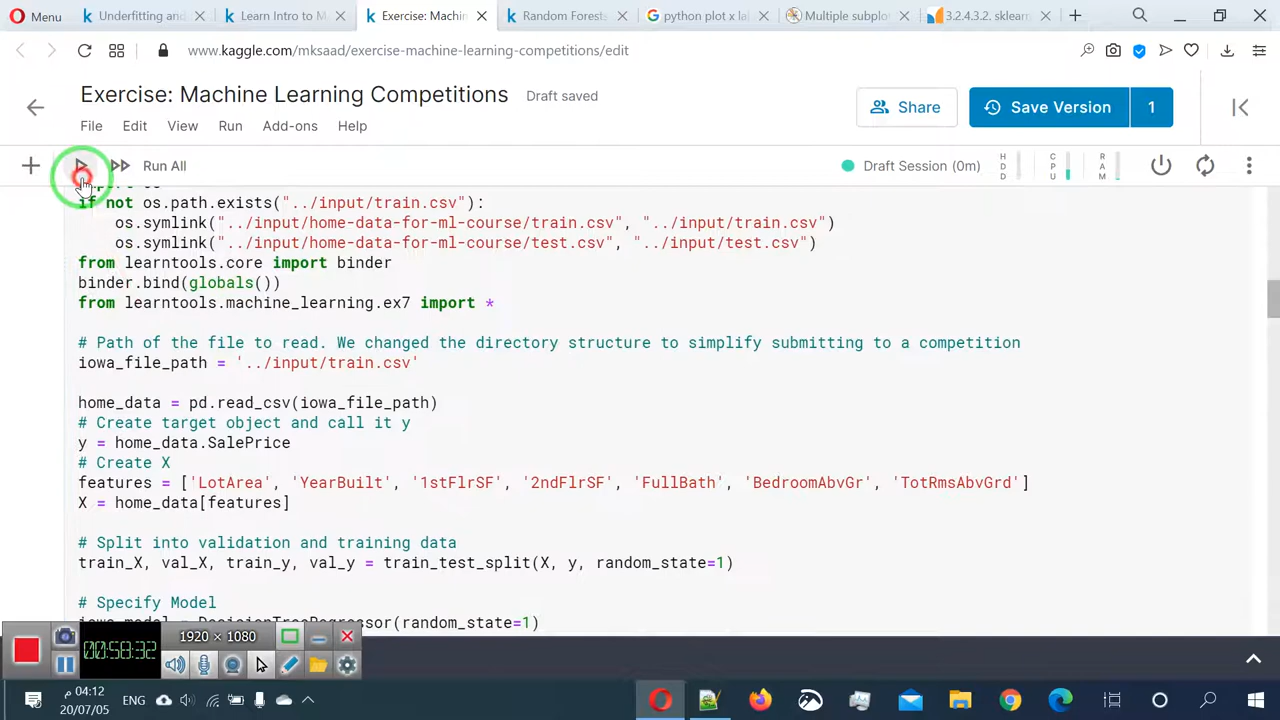 Menu
Underfitting and
Learn Intro to M
Exercise: Machin
Random Forests
python plot x la
Multiple subplo
3.2.4.3.2. sklearn
www.kaggle.com/mksaad/exercise-machine-learning-competitions/edit
Exercise: Machine Learning Competitions
Draft saved
Share
Save Version
1
File
Edit
View
Run
Add-ons
Help
Run All
Draft Session (0m)
HDD
CPU
RAM
if not os.path.exists("../input/train.csv"):
os.symlink("../input/home-data-for-ml-course/train.csv", "../input/train.csv")
os.symlink("../input/home-data-for-ml-course/test.csv", "../input/test.csv")
from learntools.core import binder
binder.bind(globals())
from learntools.machine_learning.ex7 import *
# Path of the file to read. We changed the directory structure to simplify submitting to a competition
iowa_file_path = '../input/train.csv'
home_data = pd.read_csv(iowa_file_path)
# Create target object and call it y
y = home_data.SalePrice
# Create X
features = ['LotArea', 'YearBuilt', '1stFlrSF', '2ndFlrSF', 'FullBath', 'BedroomAbvGr', 'TotRmsAbvGrd']
X = home_data[features]
# Split into validation and training data
train_X, val_X, train_y, val_y = train_test_split(X, y, random_state=1)
# Specify Model
iowa_model = DecisionTreeRegressor(random_state=1)
1920 × 1080
00:58:32
ENG
04:12 م
20/07/05